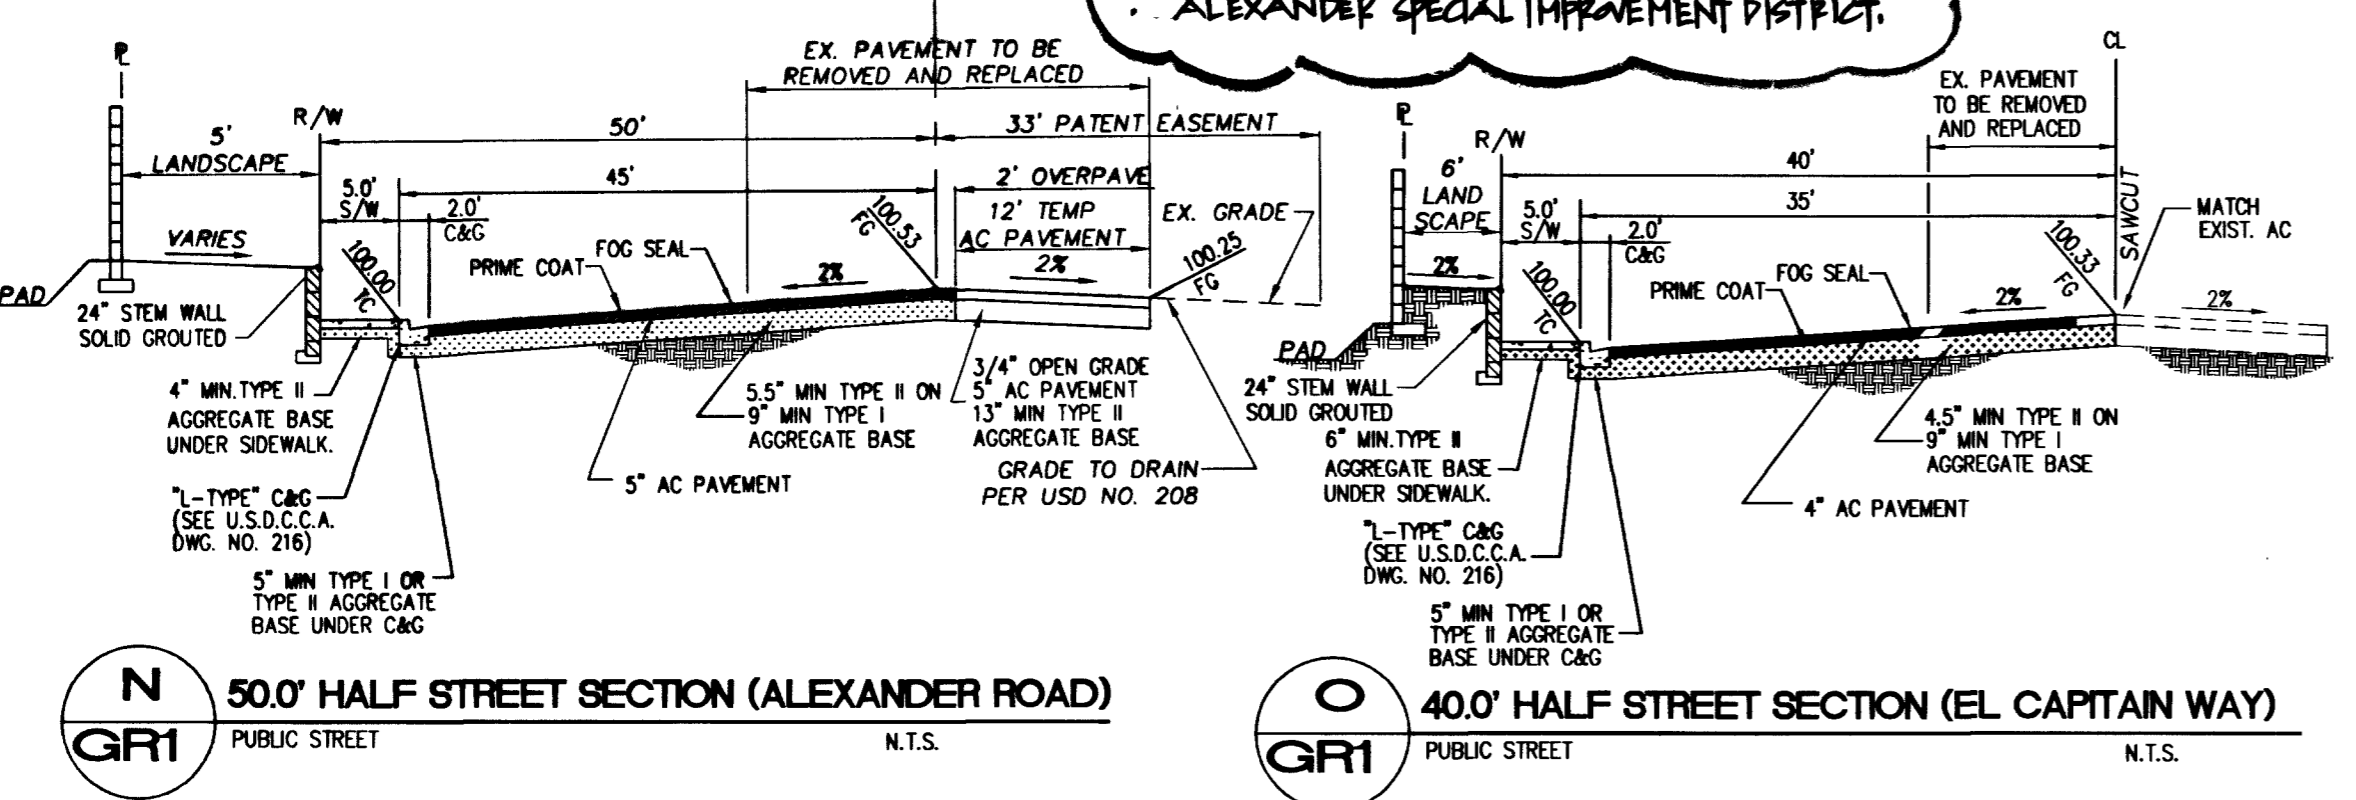 ALEXANDER SPECIAL IMPROVEMENT DISTRICT.
PL
EX. PAVEMENT TO BE
REMOVED AND REPLACED
R/W
50'
33' PATENT EASEMENT
5'
LANDSCAPE
45'
2' OVERPAVE
5.0'
S/W
2.0'
C&G
12' TEMP
AC PAVEMENT
EX. GRADE
VARIES
100.00
TC
PRIME COAT
FOG SEAL
2%
100.53
FG
2%
100.25
FG
PAD
24" STEM WALL
SOLID GROUTED
4" MIN.TYPE II
AGGREGATE BASE
UNDER SIDEWALK.
5.5" MIN TYPE II ON
9" MIN TYPE I
AGGREGATE BASE
3/4" OPEN GRADE
5" AC PAVEMENT
13" MIN TYPE II
AGGREGATE BASE
GRADE TO DRAIN
PER USD NO. 208
5" AC PAVEMENT
"L-TYPE" C&G
(SEE U.S.D.C.C.A.
DWG. NO. 216)
5" MIN TYPE I OR
TYPE II AGGREGATE
BASE UNDER C&G
N
GR1
50.0' HALF STREET SECTION (ALEXANDER ROAD)
PUBLIC STREET
N.T.S.
CL
EX. PAVEMENT
TO BE REMOVED
AND REPLACED
PL
R/W
40'
6'
LAND
SCAPE
35'
5.0'
S/W
2.0'
C&G
SAWCUT
MATCH
EXIST. AC
2%
100.00
TC
PRIME COAT
FOG SEAL
2%
100.33
FG
2%
PAD
24" STEM WALL
SOLID GROUTED
6" MIN.TYPE II
AGGREGATE BASE
UNDER SIDEWALK.
4.5" MIN TYPE II ON
9" MIN TYPE I
AGGREGATE BASE
4" AC PAVEMENT
"L-TYPE" C&G
(SEE U.S.D.C.C.A.
DWG. NO. 216)
5" MIN TYPE I OR
TYPE II AGGREGATE
BASE UNDER C&G
O
GR1
40.0' HALF STREET SECTION (EL CAPITAIN WAY)
PUBLIC STREET
N.T.S.